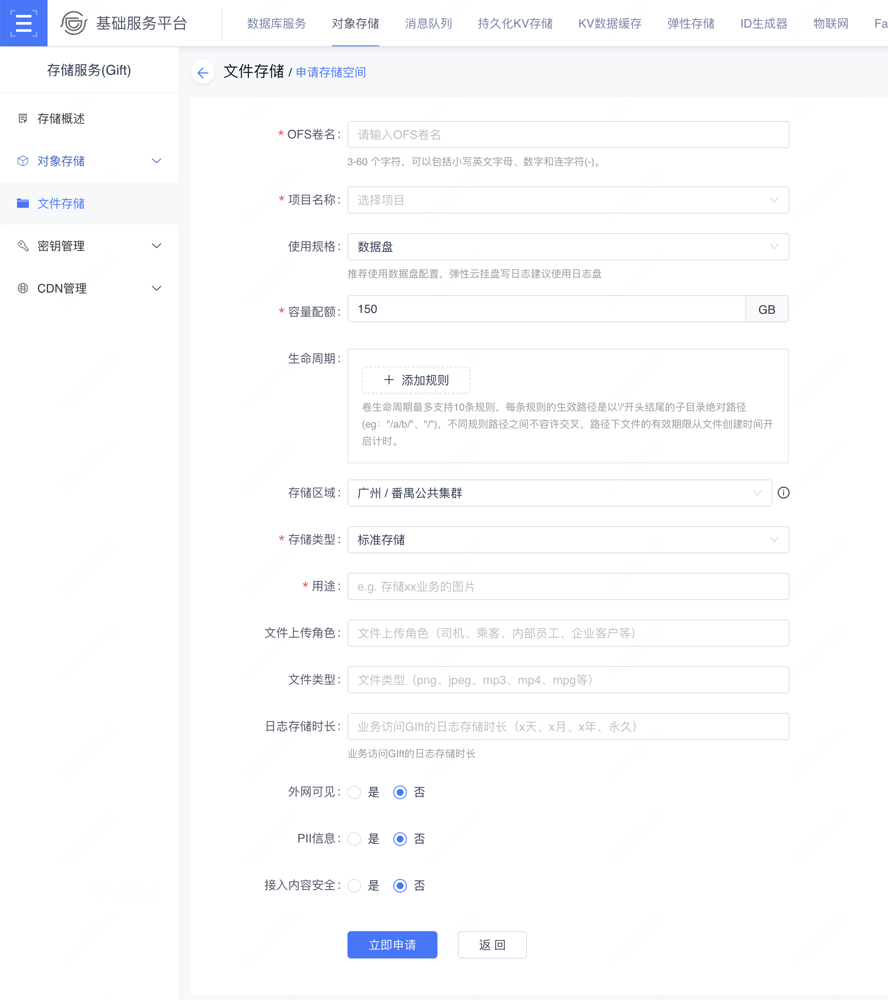 基础服务平台
数据库服务
对象存储
消息队列
持久化KV存储
KV数据缓存
弹性存储
ID生成器
物联网
Fa
存储服务(Gift)
存储概述
对象存储
文件存储
密钥管理
CDN管理
文件存储 / 申请存储空间
* OFS卷名: 请输入OFS卷名
3-60 个字符，可以包括小写英文字母、数字和连字符(-)。
* 项目名称: 选择项目
使用规格: 数据盘
推荐使用数据盘配置，弹性云挂盘写日志建议使用日志盘
* 容量配额: 150 GB
生命周期:
+ 添加规则
卷生命周期最多支持10条规则，每条规则的生效路径是以'/'开头结尾的子目录绝对路径
(eg："/a/b/"、"/")，不同规则路径之间不容许交叉，路径下文件的有效期限从文件创建时间开
启计时。
存储区域: 广州 / 番禺公共集群
* 存储类型: 标准存储
* 用途: e.g. 存储xx业务的图片
文件上传角色: 文件上传角色（司机、乘客、内部员工、企业客户等）
文件类型: 文件类型（png、jpeg、mp3、mp4、mpg等）
日志存储时长: 业务访问GIft的日志存储时长（x天、x月、x年、永久）
业务访问GIft的日志存储时长
外网可见: 是 否
PII信息: 是 否
接入内容安全: 是 否
立即申请
返 回